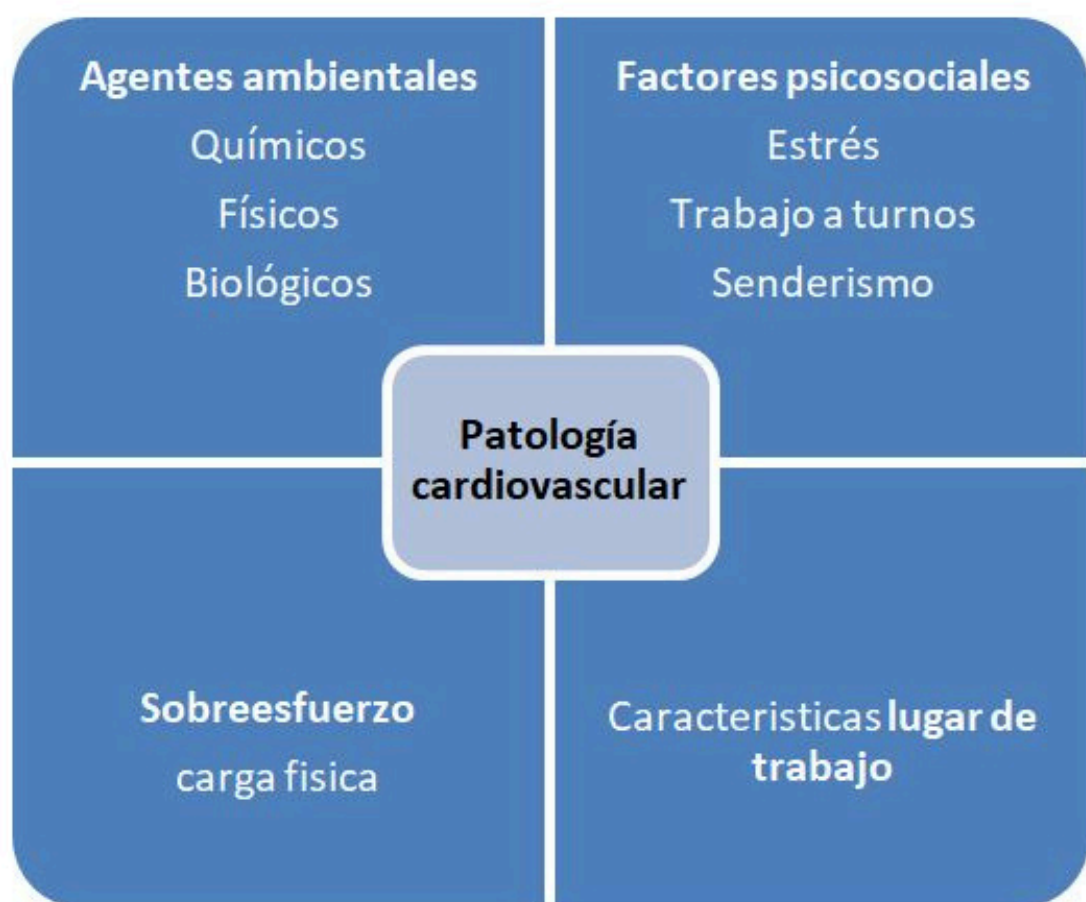 Agentes ambientales
Químicos
Físicos
Biológicos
Factores psicosociales
Estrés
Trabajo a turnos
Senderismo
Patología
cardiovascular
Sobreesfuerzo
carga fisica
Caracteristicas lugar de
trabajo